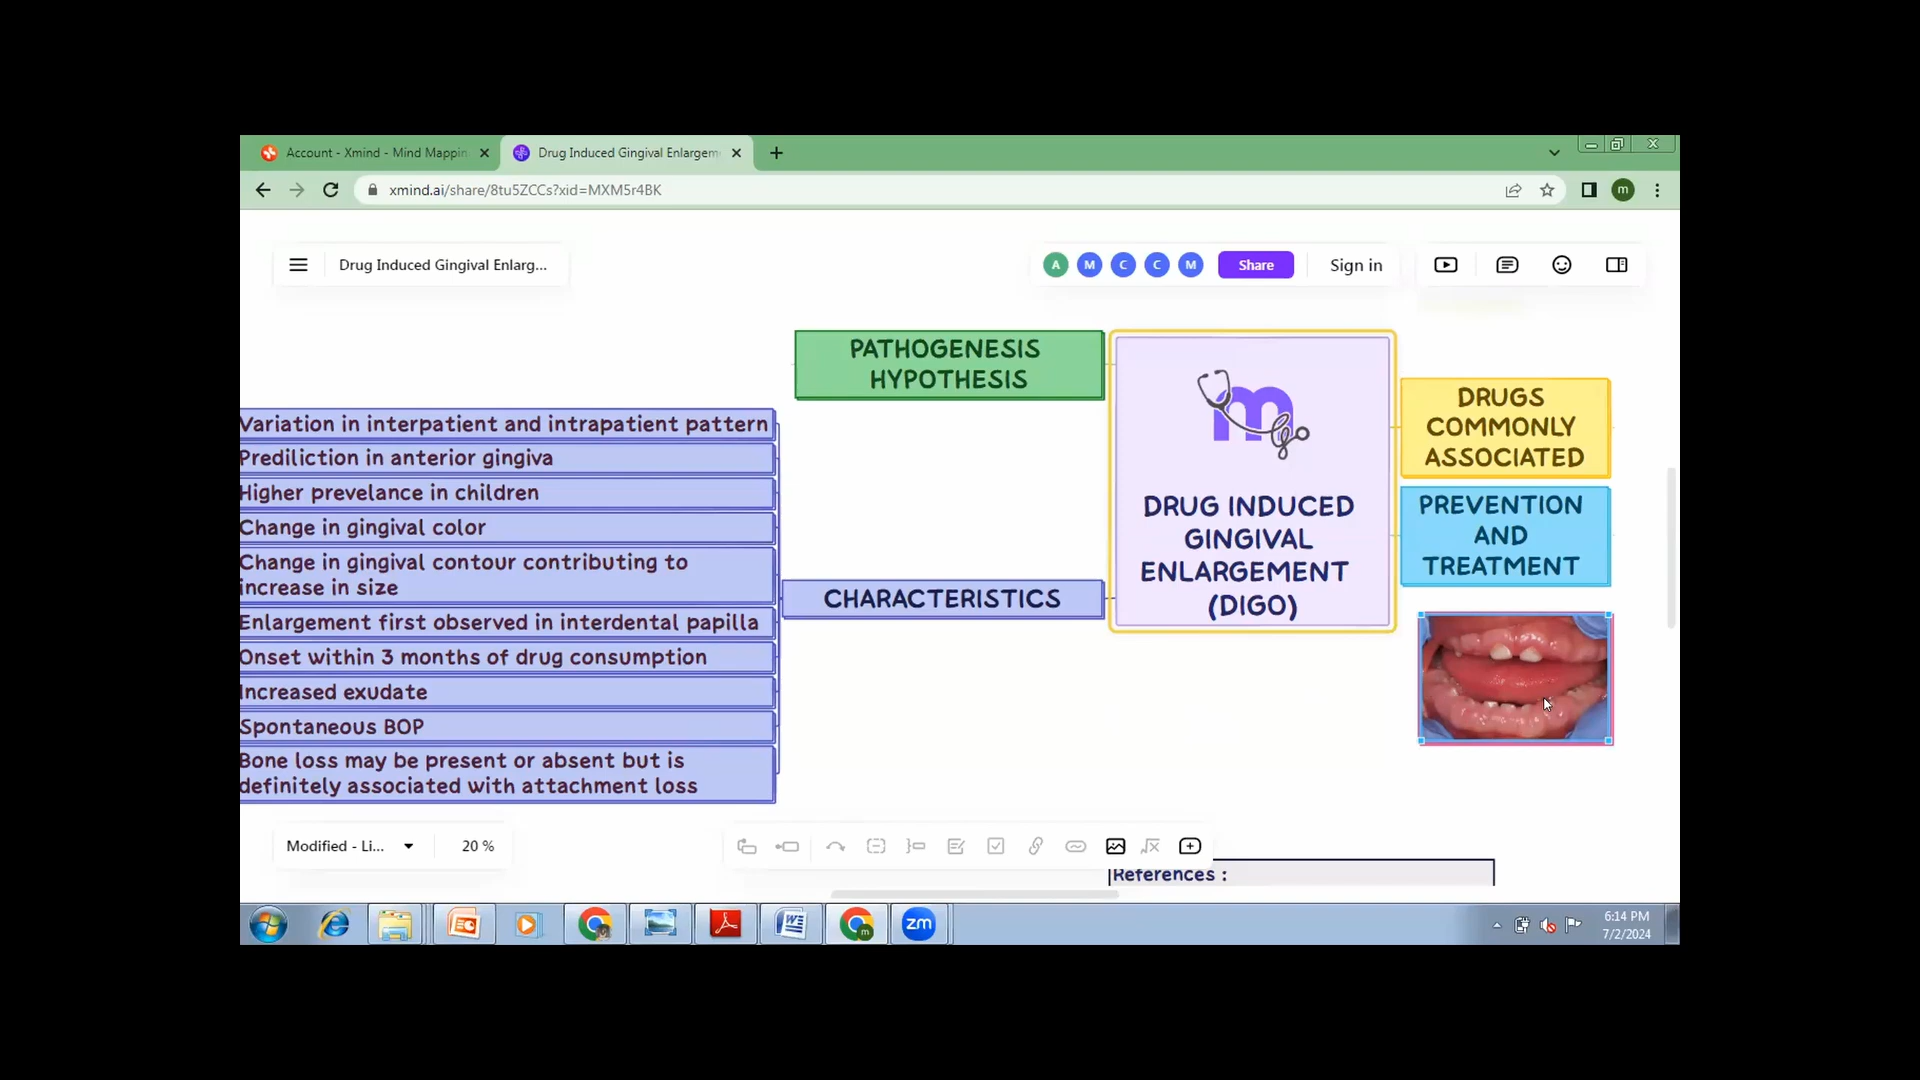 Account - Xmind - Mind Mappin
Drug Induced Gingival Enlargem
xmind.ai/share/8tu5ZCCs?xid=MXM5r4BK
m
Drug Induced Gingival Enlarg...
A M C C M
Share
Sign in
PATHOGENESIS
HYPOTHESIS
m
DRUG INDUCED
GINGIVAL
ENLARGEMENT
(DIGO)
DRUGS
COMMONLY
ASSOCIATED
PREVENTION
AND
TREATMENT
CHARACTERISTICS
Variation in interpatient and intrapatient pattern
Prediliction in anterior gingiva
Higher prevelance in children
Change in gingival color
Change in gingival contour contributing to
increase in size
Enlargement first observed in interdental papilla
Onset within 3 months of drug consumption
Increased exudate
Spontaneous BOP
Bone loss may be present or absent but is
definitely associated with attachment loss
Modified - Li...
20 %
References :
zm
6:14 PM
7/2/2024